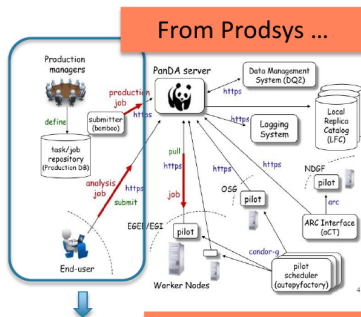 From Prodsys ...
Production
managers
production
job
PanDA server
Data Management
System (DQ2)
https
submitter
(bamboo)
https
https
define
https
Logging
System
Local
Replica
Catalog
(LFC)
task/job
repository
(Production DB)
pull
https
https
https
analysis
job
https
submit
job
OSG
NDGF
pilot
arc
pilot
EGEE/EGI
ARC Interface
(aCT)
pilot
condor-g
End-user
Worker Nodes
pilot
scheduler
(autopyfactory)
4